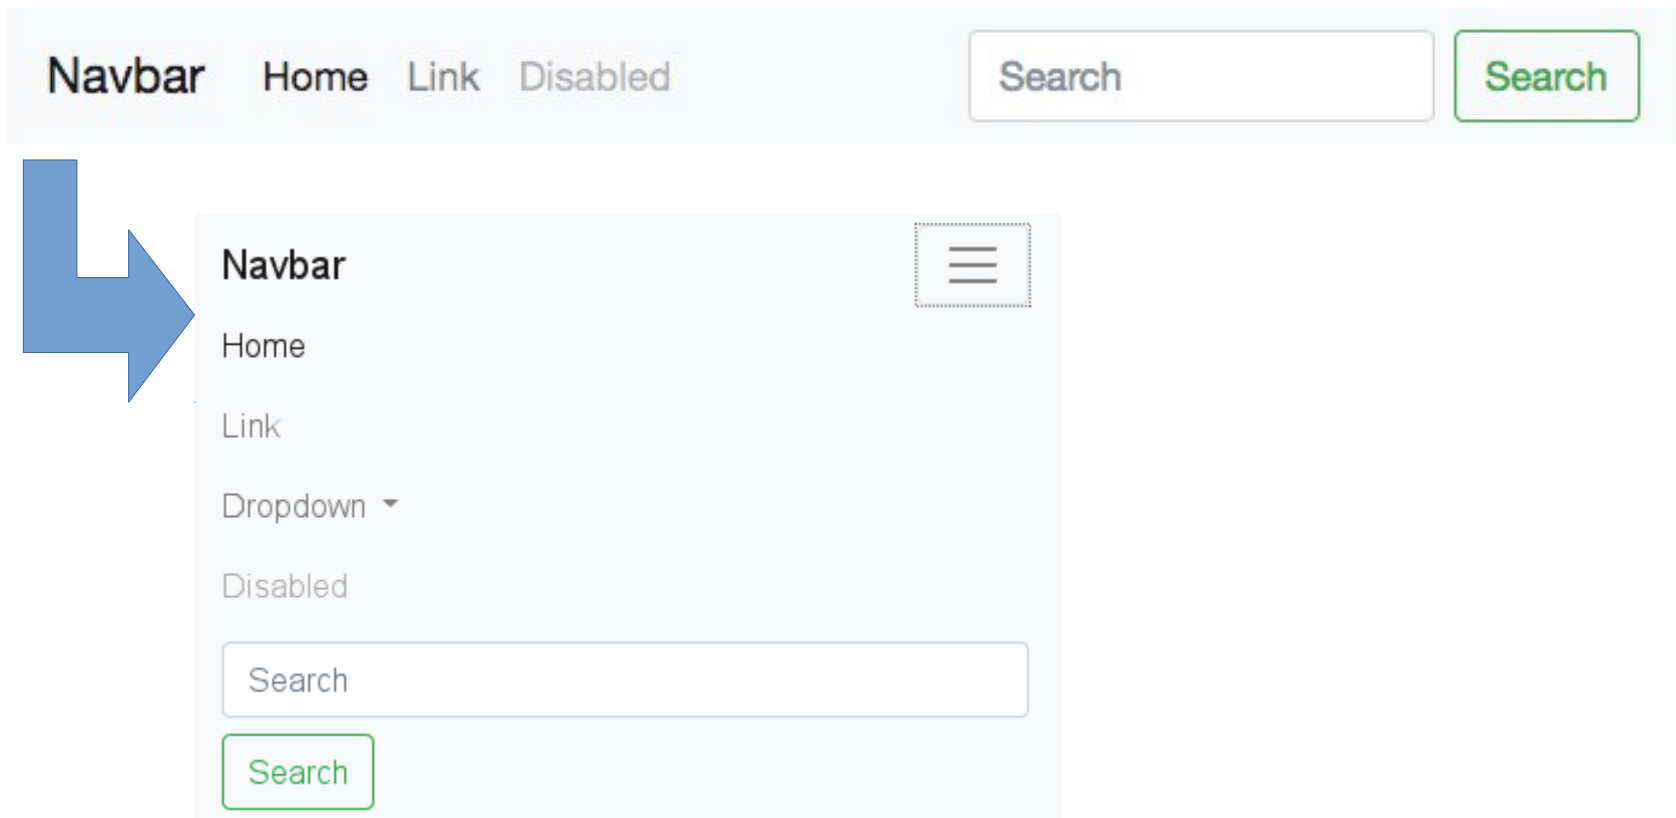 Navbar Home Link Disabled Search Search
Navbar
Home
Link
Dropdown
Disabled
Search
Search